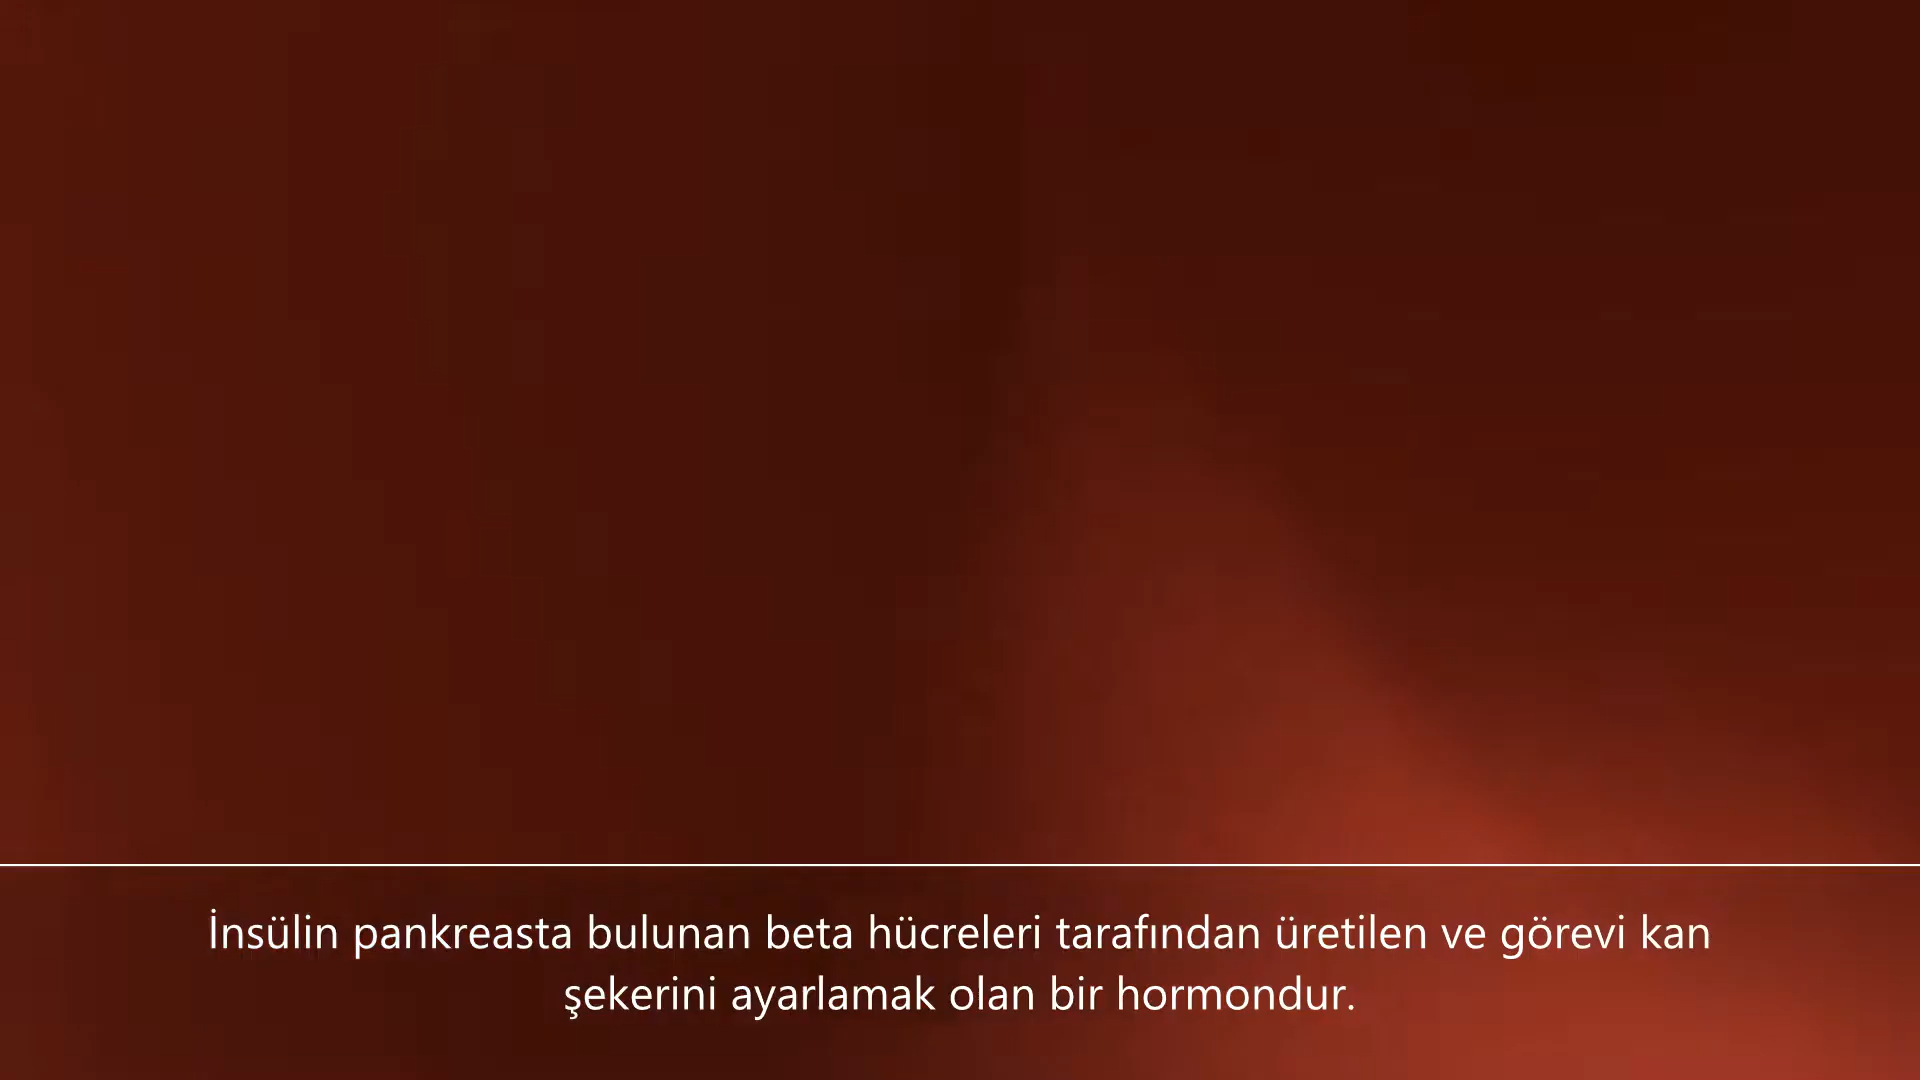 İnsülin pankreasta bulunan beta hücreleri tarafından üretilen ve görevi kan
şekerini ayarlamak olan bir hormondur.